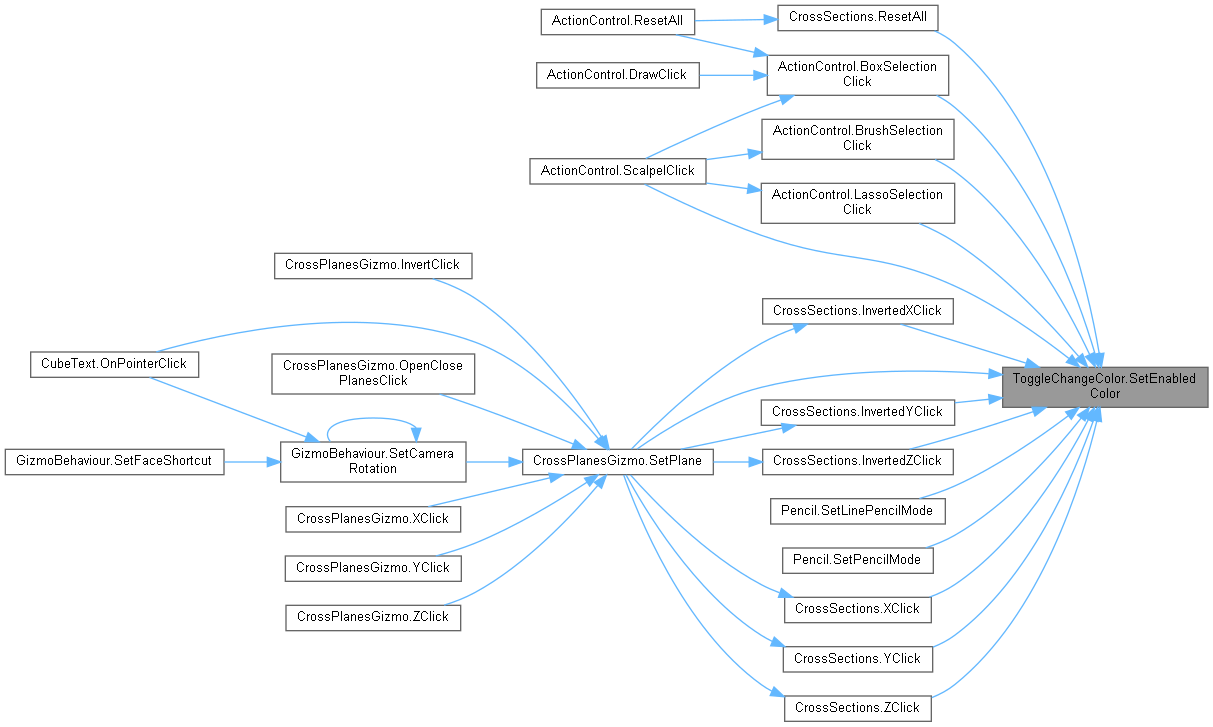 ActionControl.ResetAll
CrossSections.ResetAll
ActionControl.DrawClick
ActionControl.BoxSelection
Click
ActionControl.BrushSelection
Click
ActionControl.ScalpelClick
ActionControl.LassoSelection
Click
CrossPlanesGizmo.InvertClick
CrossSections.InvertedXClick
CubeText.OnPointerClick
CrossPlanesGizmo.OpenClose
PlanesClick
ToggleChangeColor.SetEnabled
Color
CrossSections.InvertedYClick
GizmoBehaviour.SetFaceShortcut
GizmoBehaviour.SetCamera
Rotation
CrossPlanesGizmo.SetPlane
CrossSections.InvertedZClick
CrossPlanesGizmo.XClick
Pencil.SetLinePencilMode
CrossPlanesGizmo.YClick
Pencil.SetPencilMode
CrossPlanesGizmo.ZClick
CrossSections.XClick
CrossSections.YClick
CrossSections.ZClick